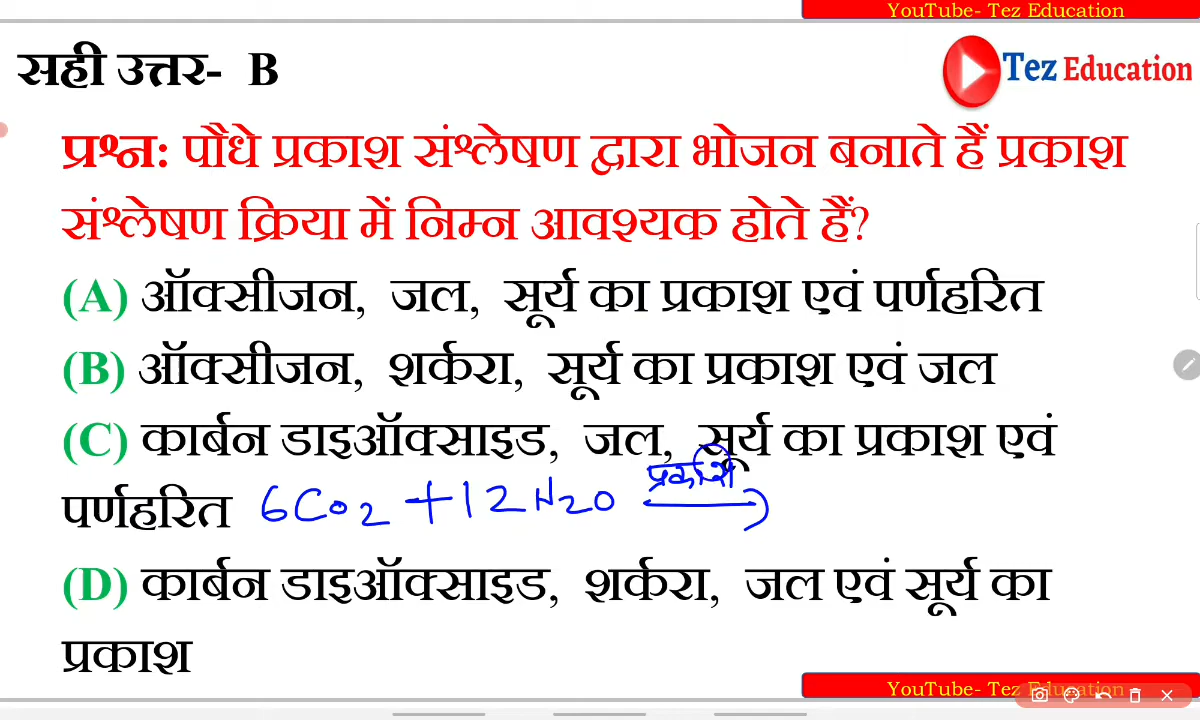 YouTube- Tez Education
सही उत्तर- B
Tez Education
प्रश्न: पौधे प्रकाश संश्लेषण द्वारा भोजन बनाते हैं प्रकाश
संश्लेषण क्रिया में निम्न आवश्यक होते हैं?
(A) ऑक्सीजन, जल, सूर्य का प्रकाश एवं पर्णहरित
(B) ऑक्सीजन, शर्करा, सूर्य का प्रकाश एवं जल
(C) कार्बन डाइऑक्साइड, जल, सूर्य का प्रकाश एवं
पर्णहरित 6CO2 + 12H2O प्रकाश →
(D) कार्बन डाइऑक्साइड, शर्करा, जल एवं सूर्य का
प्रकाश
YouTube- Tez Education